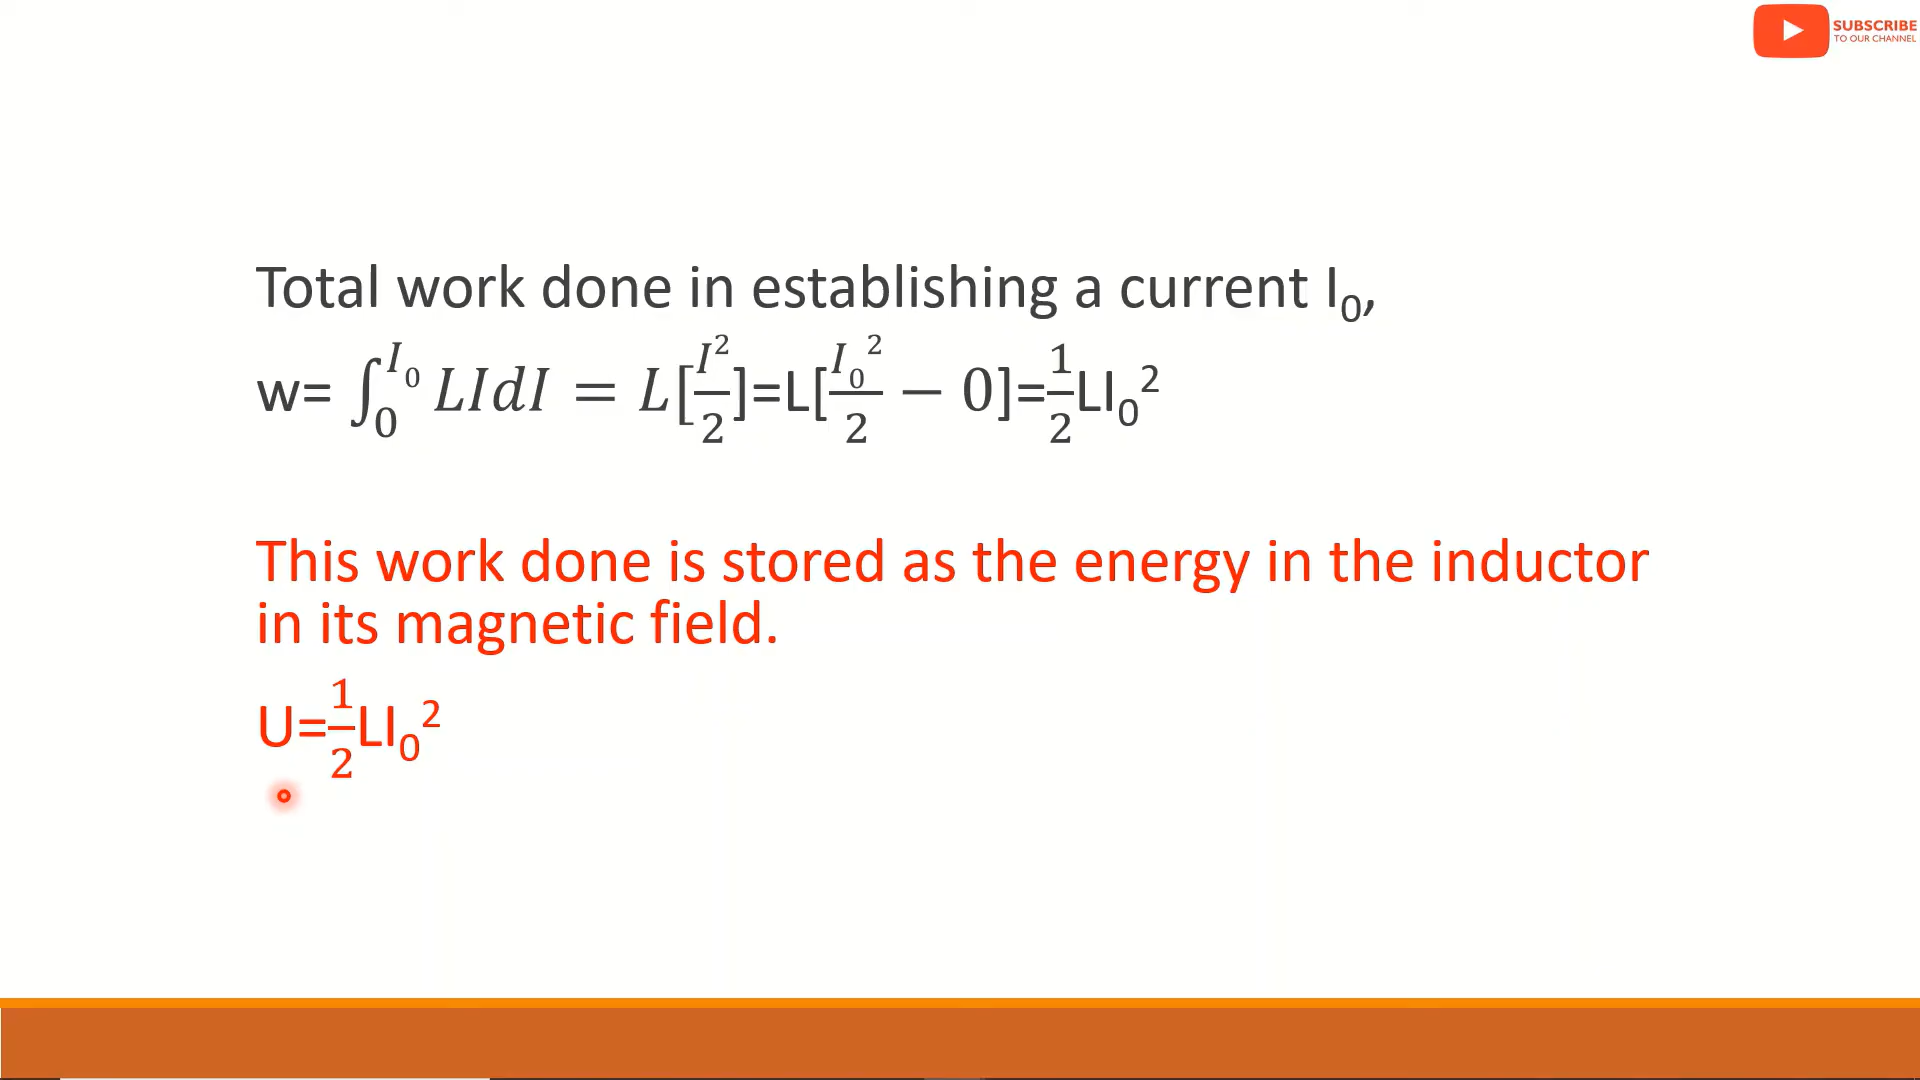 SUBSCRIBE
TO OUR CHANNEL
Total work done in establishing a current I₀,
w= ∫₀^I₀ LIdI = L[I²/2]=L[I₀²/2 − 0]=1/2LI₀²
This work done is stored as the energy in the inductor
in its magnetic field.
U=1/2LI₀²